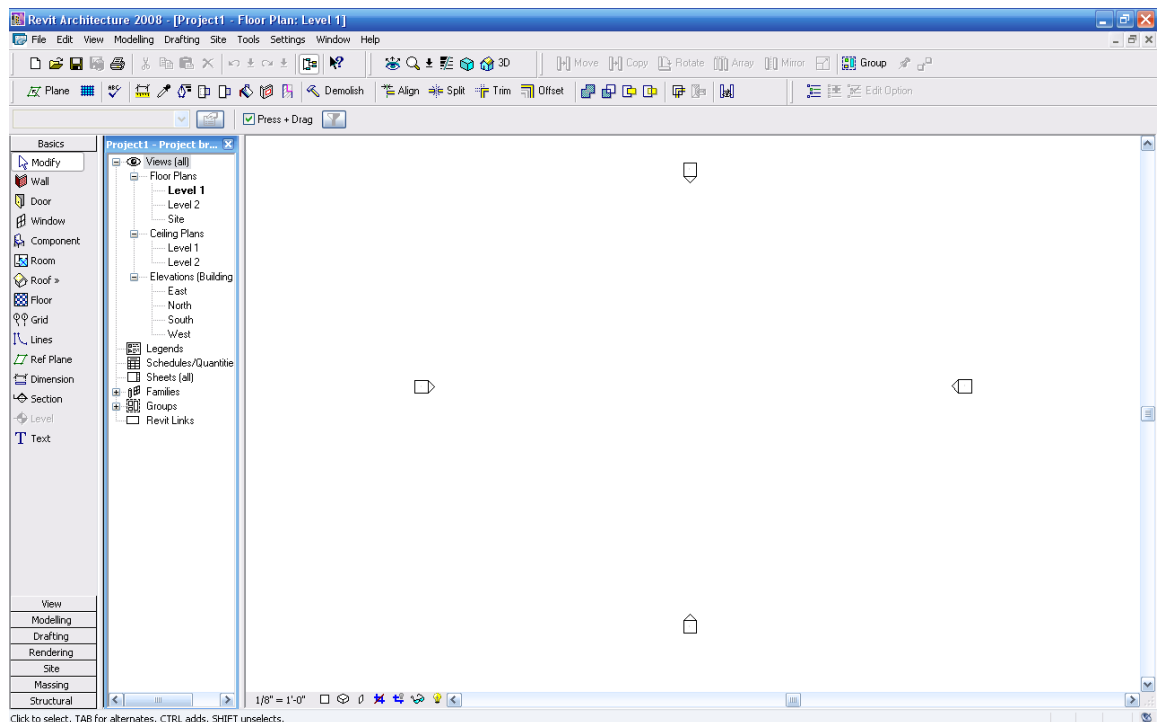 Revit Architecture 2008 - [Project1 - Floor Plan: Level 1]
File Edit View Modelling Drafting Site Tools Settings Window Help
3D Move Copy Rotate Array Mirror Group
Plane Demolish Align Split Trim Offset Edit Option
Press + Drag
Basics
Modify
Wall
Door
Window
Component
Room
Roof »
Floor
Grid
Lines
Ref Plane
Dimension
Section
Level
Text
View
Modelling
Drafting
Rendering
Site
Massing
Structural
Project1 - Project br...
Views (all)
Floor Plans
Level 1
Level 2
Site
Ceiling Plans
Level 1
Level 2
Elevations (Building
East
North
South
West
Legends
Schedules/Quantitie
Sheets (all)
Families
Groups
Revit Links
1/8" = 1'-0"
Click to select, TAB for alternates, CTRL adds, SHIFT unselects.